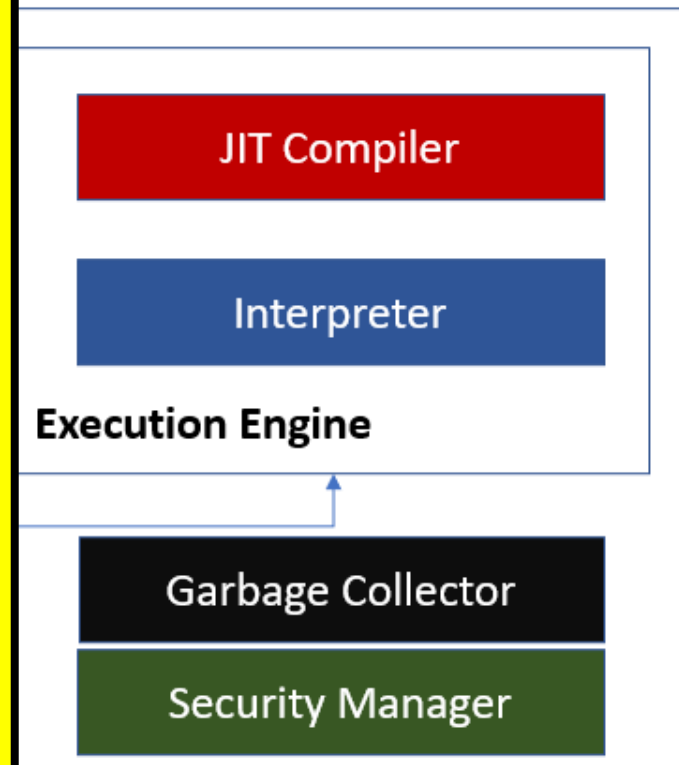 JIT Compiler
Interpreter
Execution Engine
Garbage Collector
Security Manager